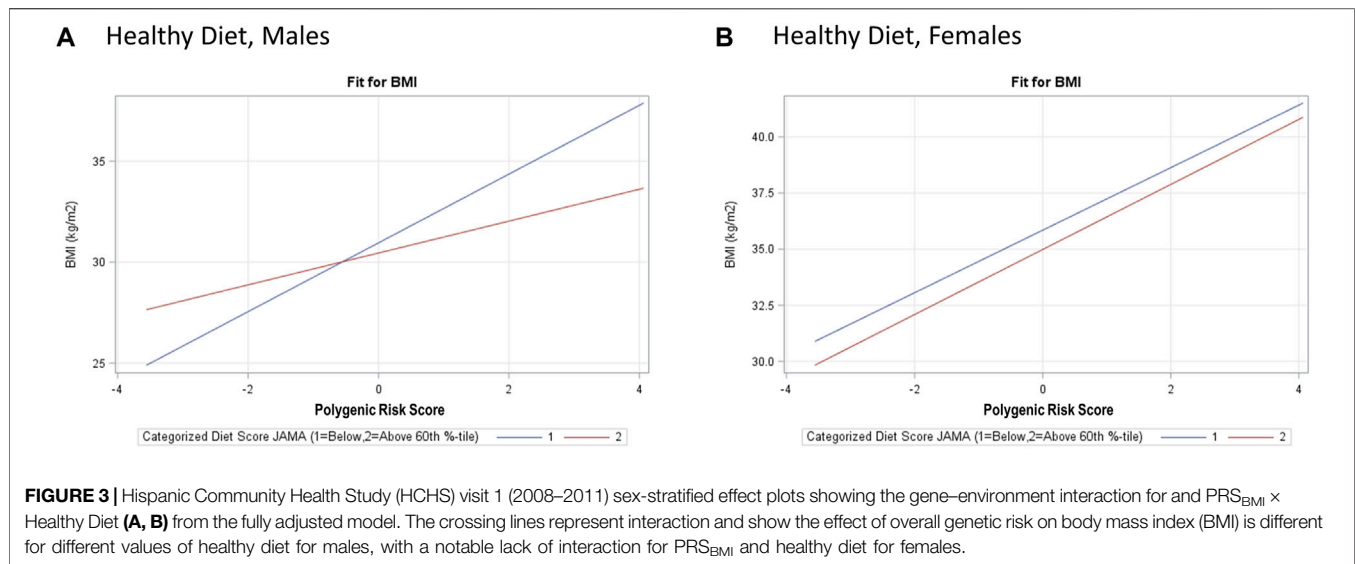 A Healthy Diet, Males
Fit for BMI
35
30
25
BMI (kg/m2)
-4 -2 0 2 4
Polygenic Risk Score
Categorized Diet Score JAMA (1=Below,2=Above 60th %-tile) 1 2
B Healthy Diet, Females
Fit for BMI
40.0
37.5
35.0
32.5
30.0
BMI (kg/m2)
-4 -2 0 2 4
Polygenic Risk Score
Categorized Diet Score JAMA (1=Below,2=Above 60th %-tile) 1 2
FIGURE 3 | Hispanic Community Health Study (HCHS) visit 1 (2008–2011) sex-stratified effect plots showing the gene–environment interaction for and PRSBMI ×
Healthy Diet (A, B) from the fully adjusted model. The crossing lines represent interaction and show the effect of overall genetic risk on body mass index (BMI) is different
for different values of healthy diet for males, with a notable lack of interaction for PRSBMI and healthy diet for females.